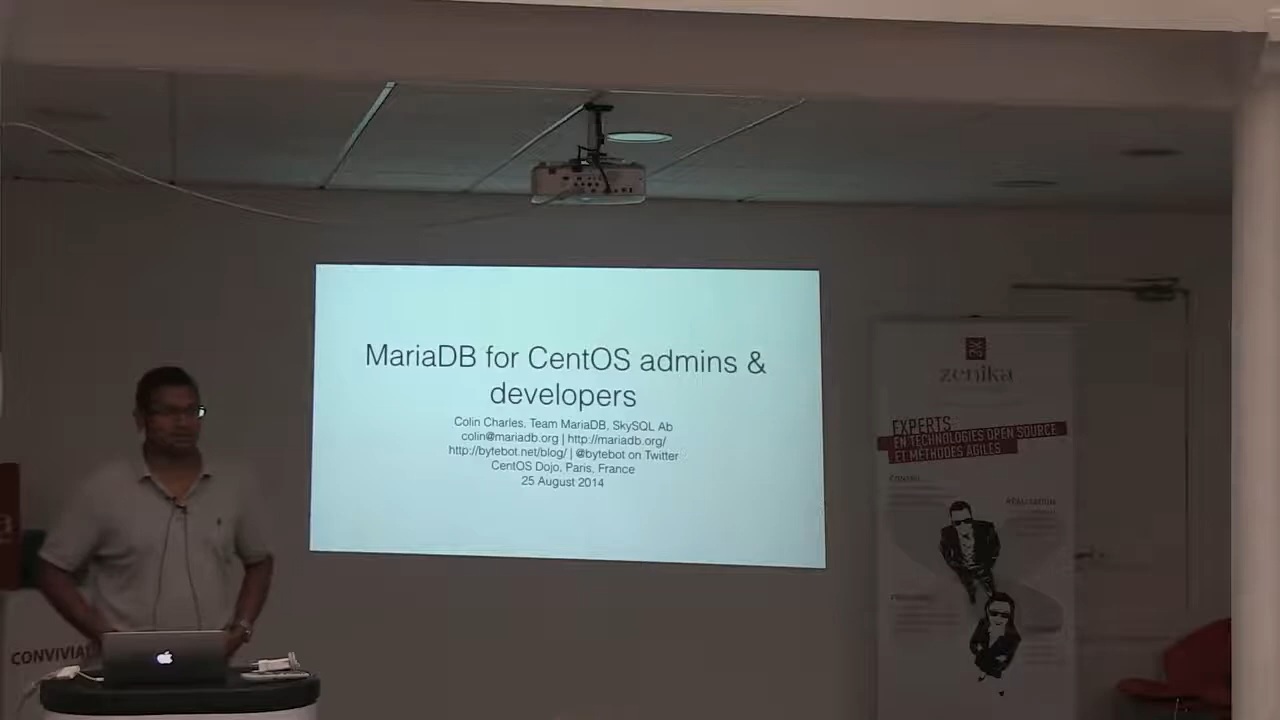 MariaDB for CentOS admins &
developers
Colin Charles, Team MariaDB, SkySQL Ab
colin@mariadb.org | http://mariadb.org/
http://bytebot.net/blog/ | @bytebot on Twitter
CentOS Dojo, Paris, France
25 August 2014
zenika
EXPERTS
EN TECHNOLOGIES OPEN SOURCE
ET MÉTHODES AGILES
CONVIVIAL